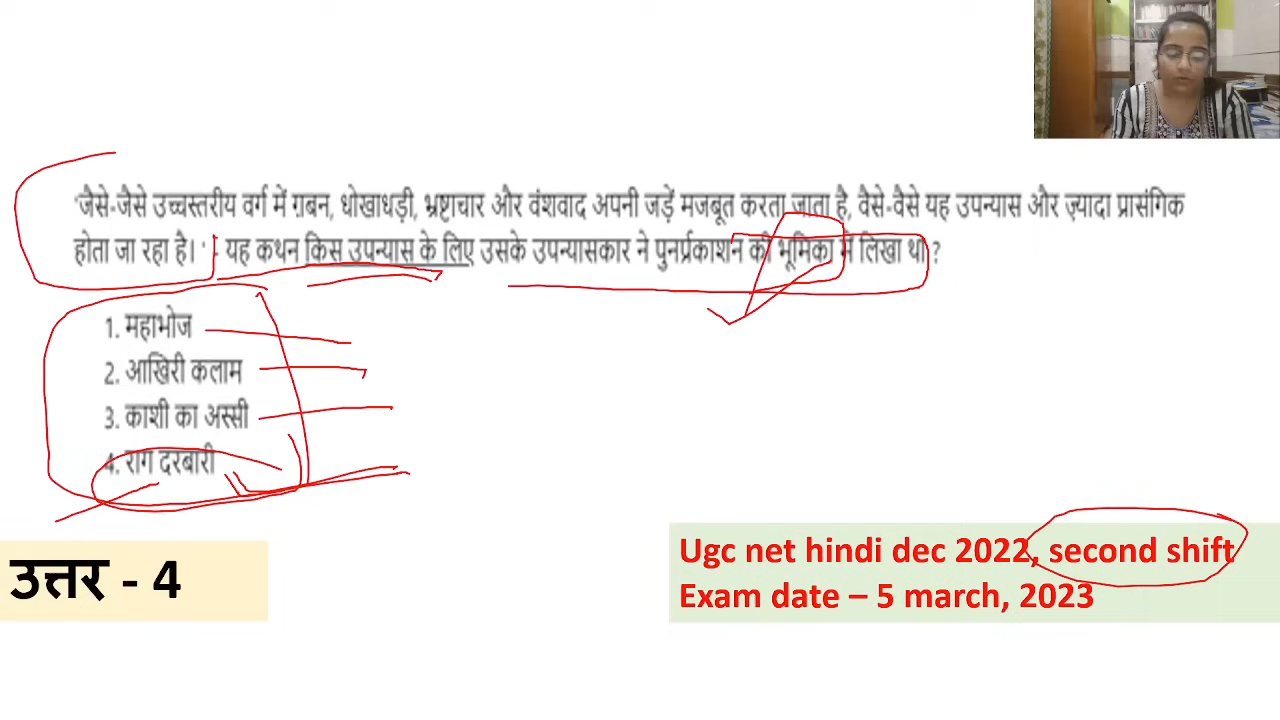 'जैसे-जैसे उच्चस्तरीय वर्ग में ग़बन, धोखाधड़ी, भ्रष्टाचार और वंशवाद अपनी जड़ें मजबूत करता जाता है, वैसे-वैसे यह उपन्यास और ज़्यादा प्रासंगिक
होता जा रहा है।' - यह कथन किस उपन्यास के लिए उसके उपन्यासकार ने पुनर्प्रकाशन की भूमिका में लिखा था ?
1. महाभोज
2. आखिरी कलाम
3. काशी का अस्सी
4. राग दरबारी
उत्तर - 4
Ugc net hindi dec 2022, second shift
Exam date – 5 march, 2023